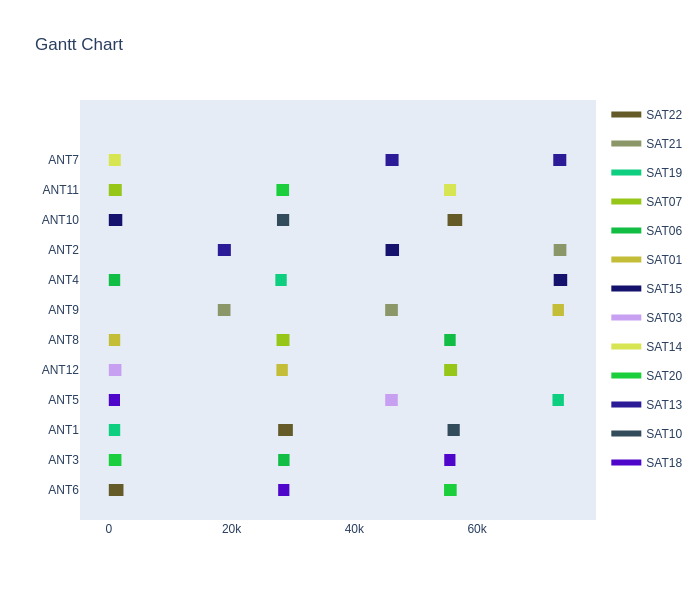 Gantt Chart
ANT7
ANT11
ANT10
ANT2
ANT4
ANT9
ANT8
ANT12
ANT5
ANT1
ANT3
ANT6
0
20k
40k
60k
SAT22
SAT21
SAT19
SAT07
SAT06
SAT01
SAT15
SAT03
SAT14
SAT20
SAT13
SAT10
SAT18